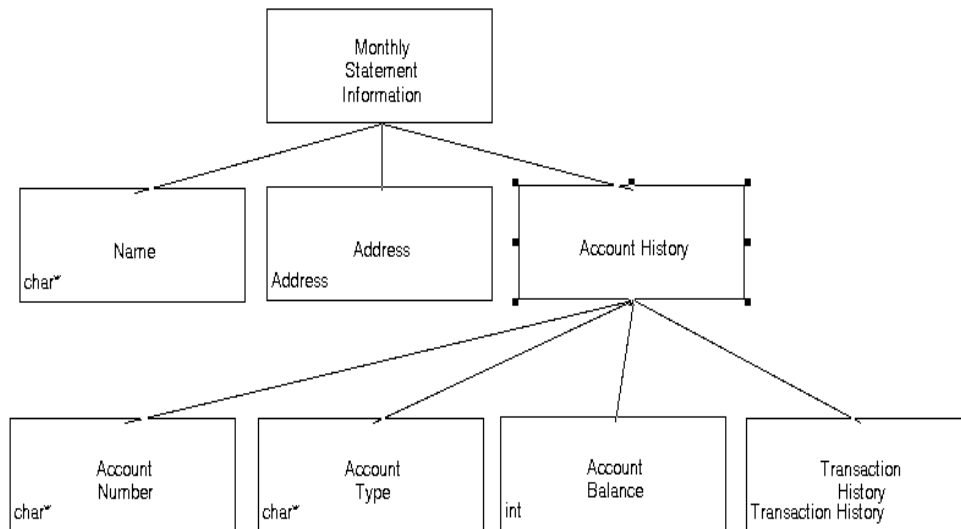 Monthly
Statement
Information
Name
char*
Address
Address
Account History
Account
Number
char*
Account
Type
char*
Account
Balance
int
Transaction
History
Transaction History